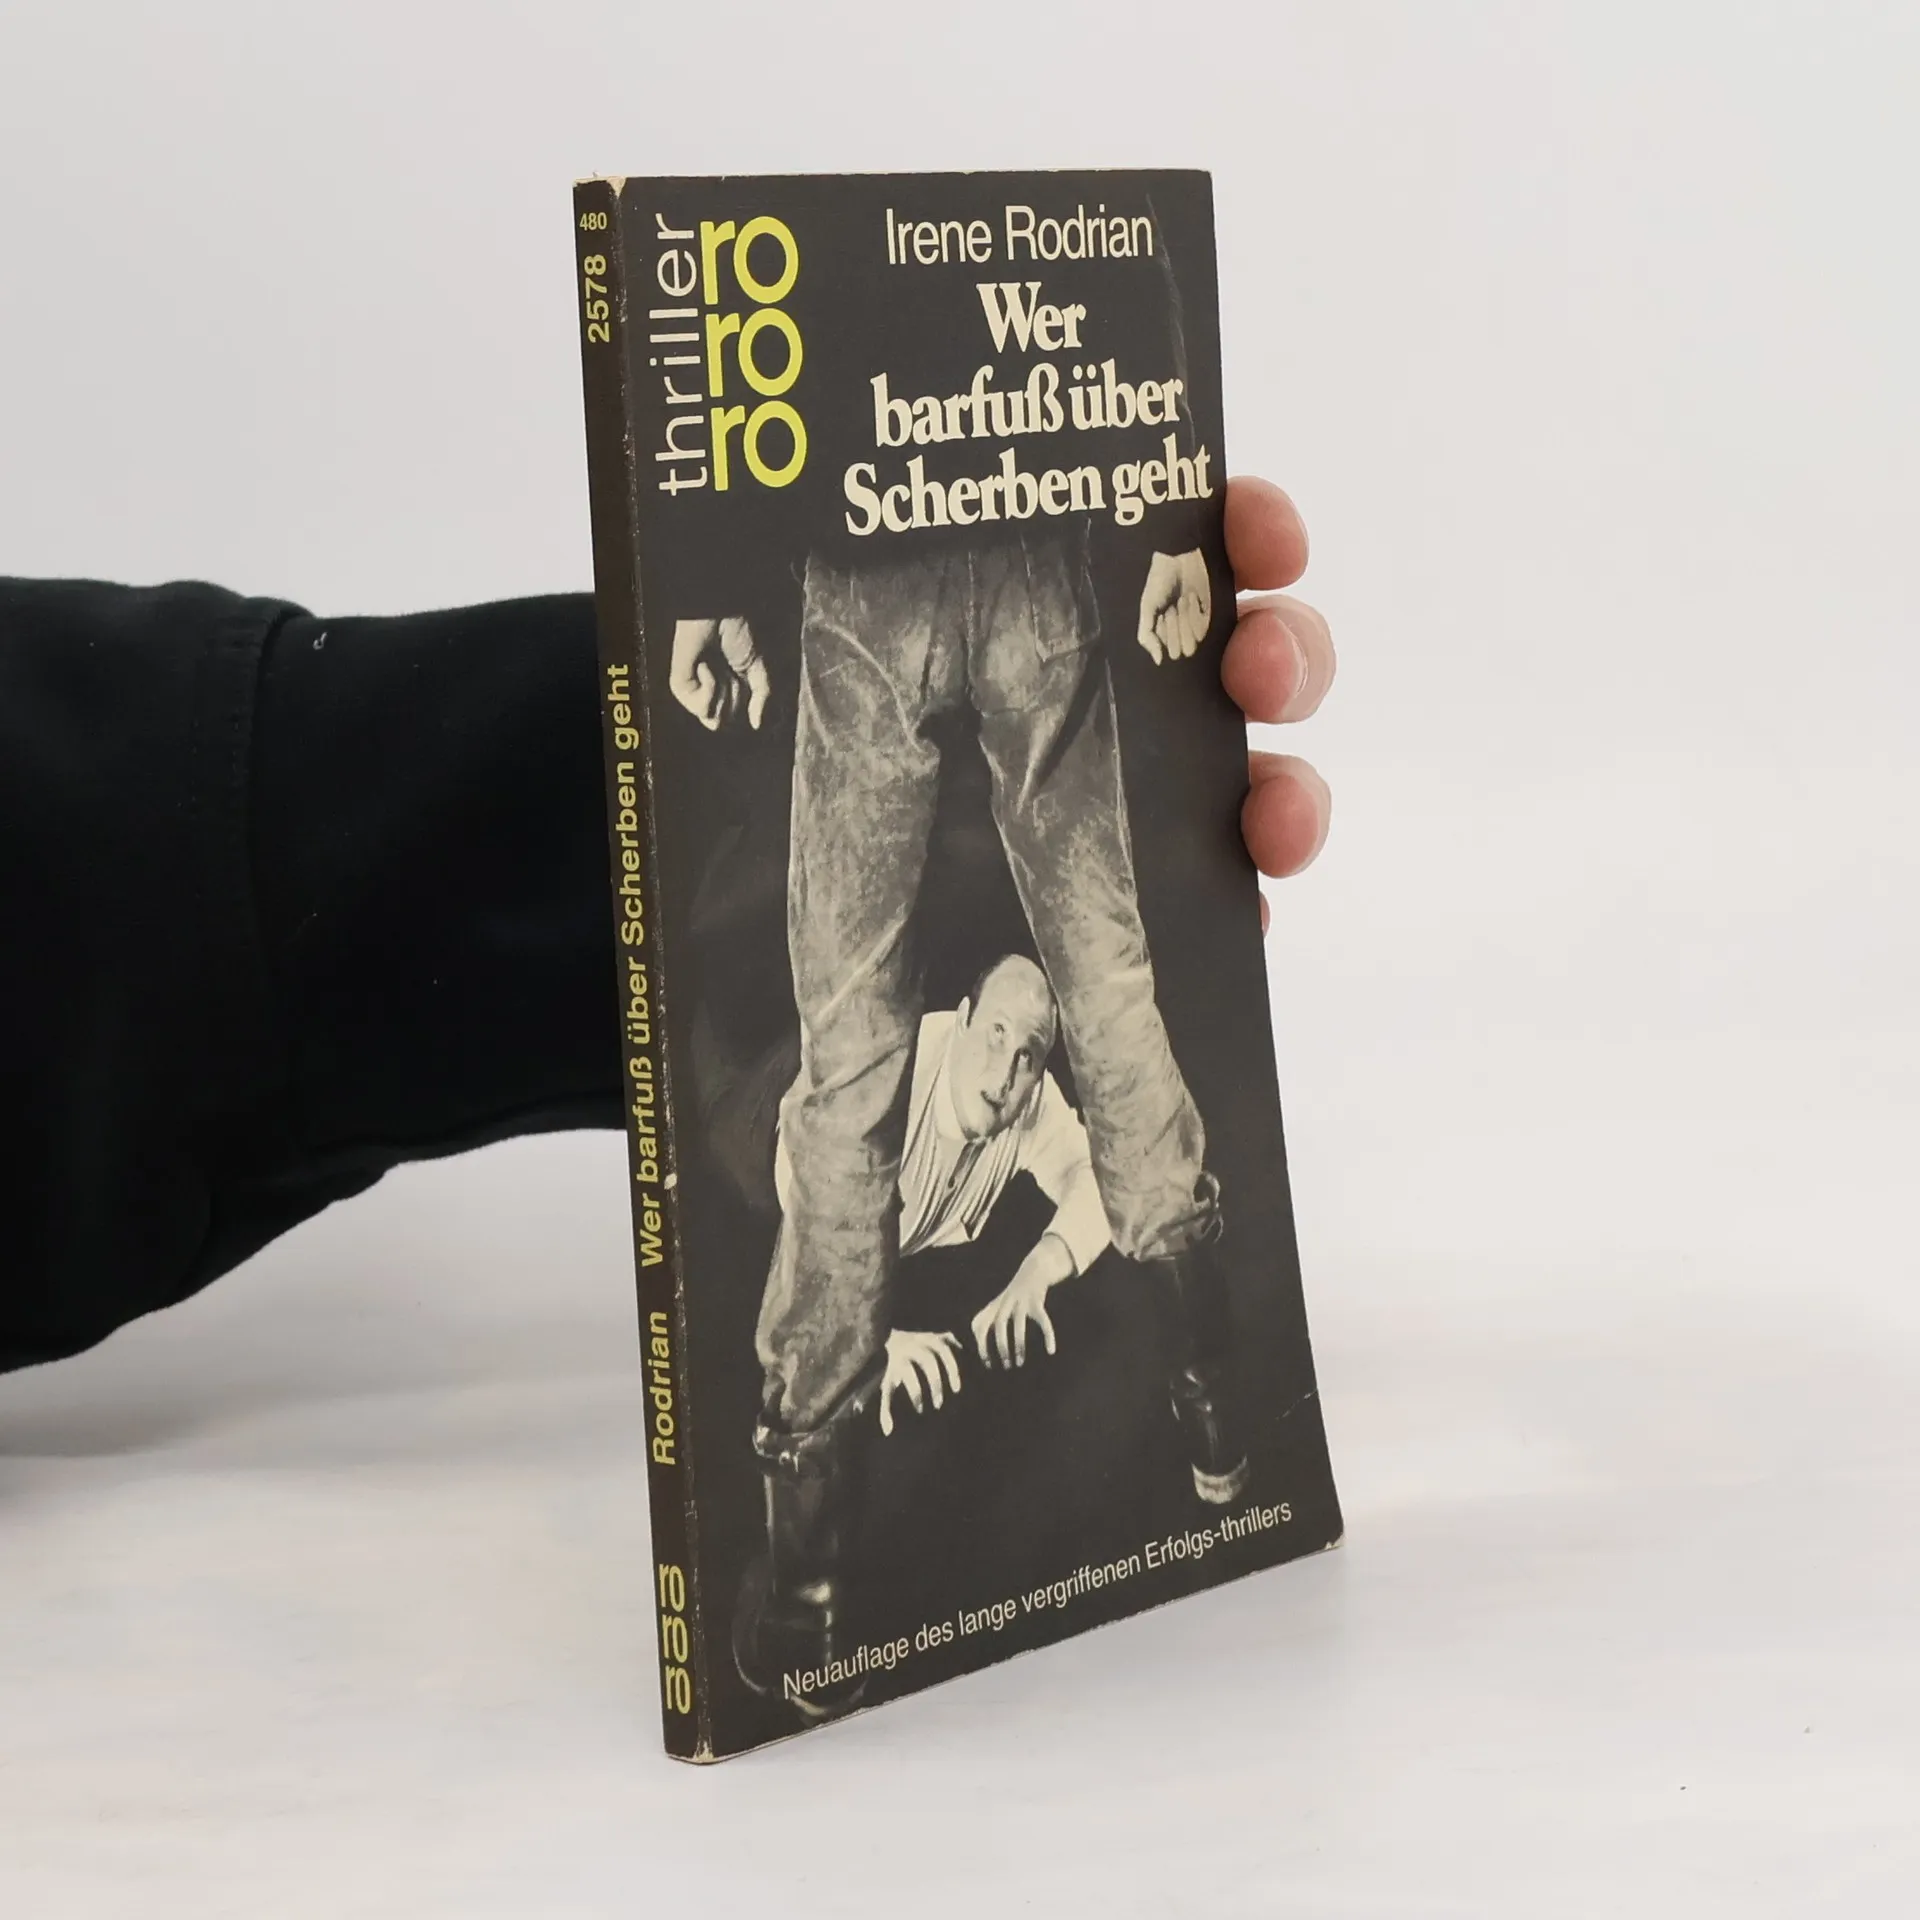 480
2578
Wer barfuß über Scherben geht
Rodrian
ro
ro
ro
thriller
ro
ro
ro
Irene Rodrian
Wer
barfuß über
Scherben geht
Neuauflage des lange vergriffenen Erfolgs-thrillers